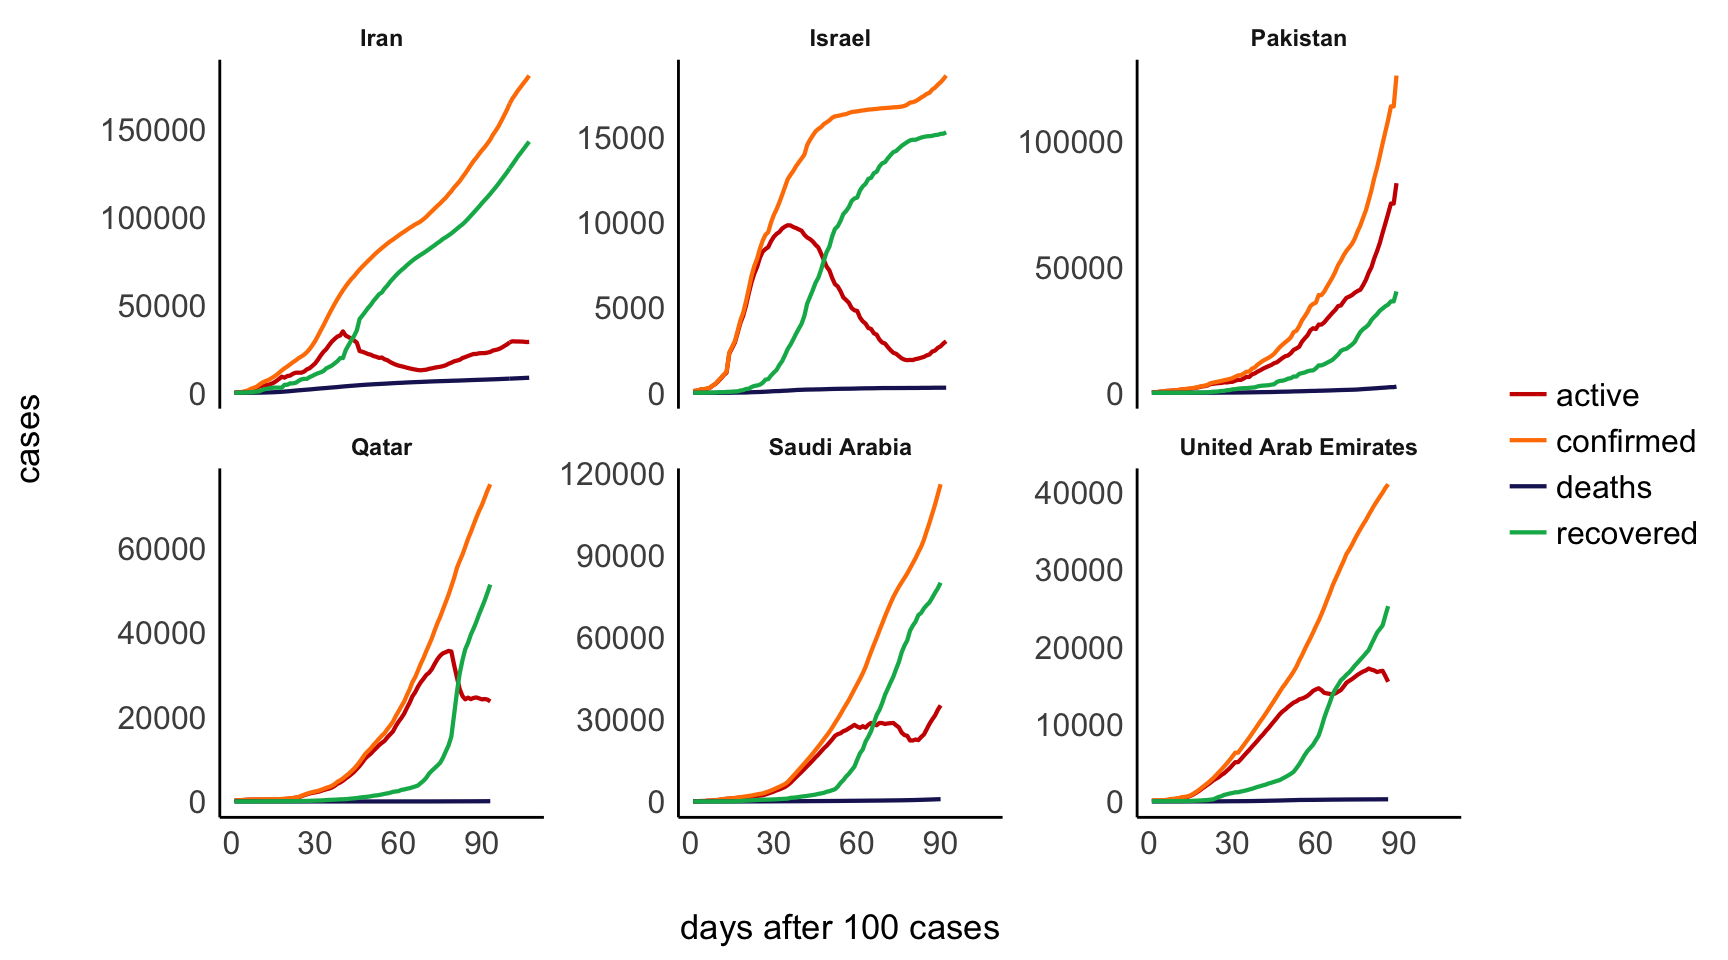 Iran
Israel
Pakistan
150000
100000
50000
0
15000
10000
5000
0
100000
50000
0
Qatar
Saudi Arabia
United Arab Emirates
60000
40000
20000
0
120000
90000
60000
30000
0
40000
30000
20000
10000
0
0 30 60 90
0 30 60 90
0 30 60 90
cases
days after 100 cases
active
confirmed
deaths
recovered